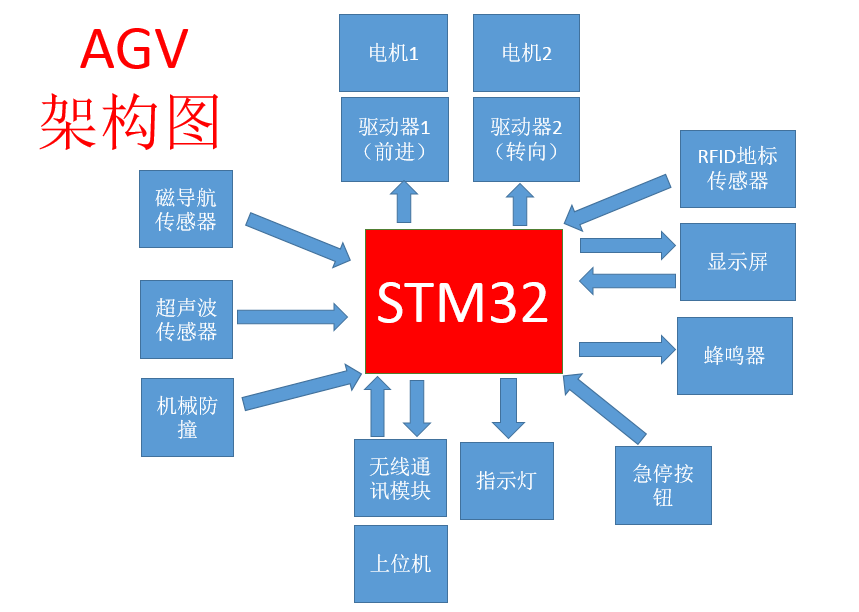 AGV
架构图
电机1
电机2
驱动器1
（前进）
驱动器2
（转向）
RFID地标
传感器
磁导航
传感器
显示屏
STM32
超声波
传感器
蜂鸣器
机械防
撞
无线通
讯模块
指示灯
急停按
钮
上位机